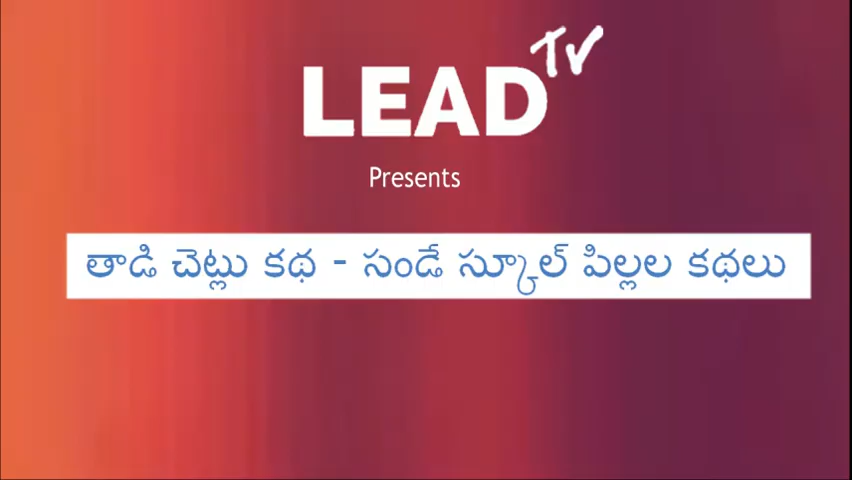 LEAD TV
Presents
తాడి చెట్లు కథ - సండే స్కూల్ పిల్లల కథలు